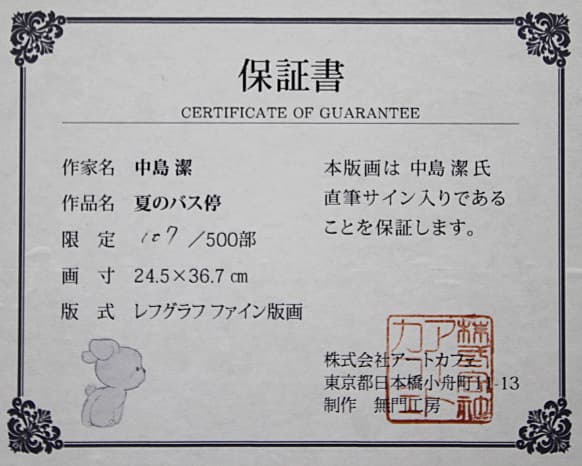 保証書
CERTIFICATE OF GUARANTEE
作家名 中島 潔
作品名 夏のバス停
限 定 107 /500部
画 寸 24.5×36.7 ㎝
版 式 レフグラフ ファイン版画
本版画は 中島 潔 氏
直筆サイン入りである
ことを保証します。
株式会社アートカフェ
東京都日本橋小舟町11-13
制作 無門工房